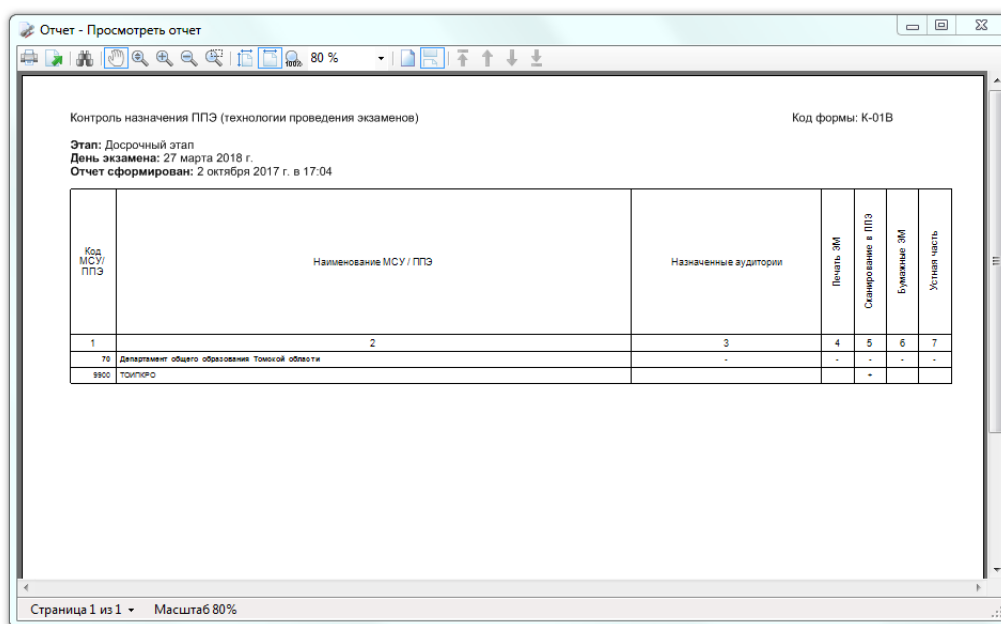 Отчет - Просмотреть отчет
100% 80 %
Контроль назначения ППЭ (технологии проведения экзаменов) Код формы: К-01В
Этап: Досрочный этап
День экзамена: 27 марта 2018 г.
Отчет сформирован: 2 октября 2017 г. в 17:04
Код МСУ/ ППЭ Наименование МСУ / ППЭ Назначенные аудитории Печать ЭМ Сканирование в ППЭ Бумажные ЭМ Устная часть
1 2 3 4 5 6 7
70 Департамент общего образования Томской области - - - - -
9900 ТОИПКРО +
Страница 1 из 1 Масштаб 80%